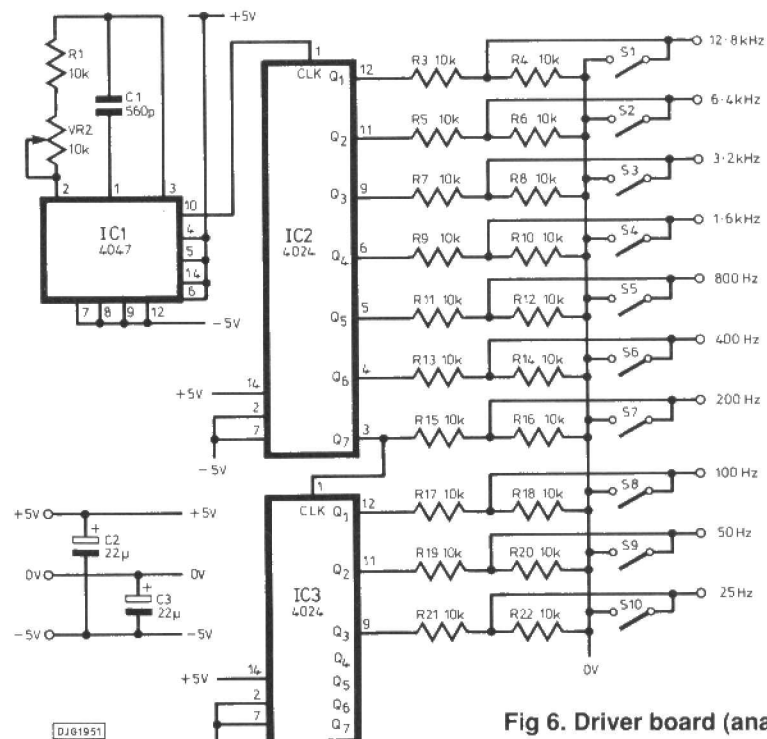 +5V
R1
10k
C1
560p
VR2
10k
2
1
3
10
4
5
14
6
IC1
4047
7
8
9
12
-5V
1
CLK
IC2
4024
Q1
12
R3 10k
R4 10k
S1
12·8kHz
Q2
11
R5 10k
R6 10k
S2
6·4kHz
Q3
9
R7 10k
R8 10k
S3
3·2kHz
Q4
6
R9 10k
R10 10k
S4
1·6kHz
Q5
5
R11 10k
R12 10k
S5
800 Hz
Q6
4
R13 10k
R14 10k
S6
400 Hz
+5V
14
2
7
-5V
Q7
3
R15 10k
R16 10k
S7
200 Hz
1
CLK
IC3
4024
Q1
12
R17 10k
R18 10k
S8
100 Hz
Q2
11
R19 10k
R20 10k
S9
50 Hz
Q3
9
R21 10k
R22 10k
S10
25 Hz
Q4
Q5
Q6
Q7
+5V
14
2
7
0V
+5V
+5V
+
C2
22μ
0V
0V
+
C3
22μ
-5V
-5V
DJG1951
Fig 6. Driver board (ana